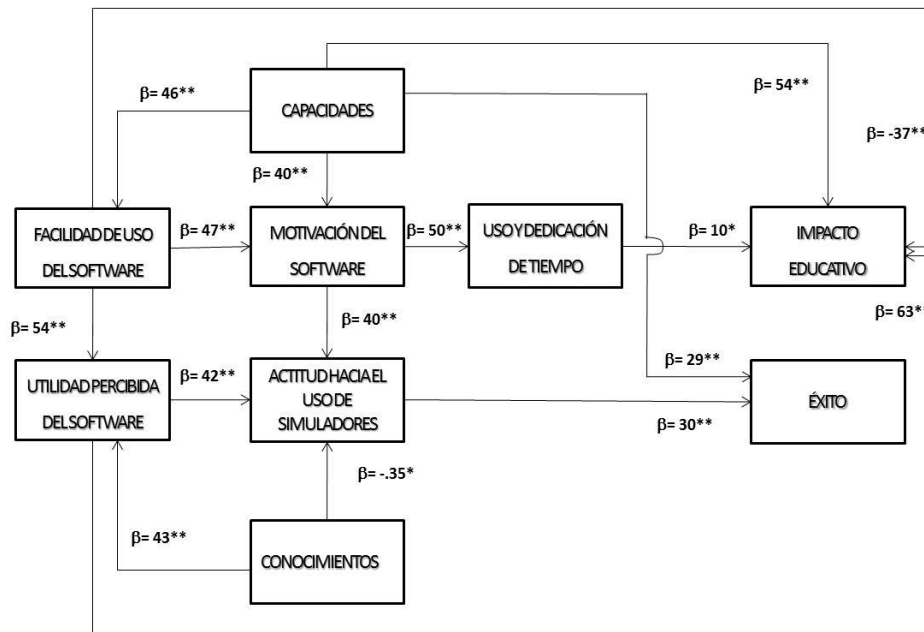 β= 46**
CAPACIDADES
β= 54**
β= -37**
β= 40**
FACILIDAD DE USO
DEL SOFTWARE
β= 47**
MOTIVACIÓN DEL
SOFTWARE
β= 50**
USO Y DEDICACIÓN
DE TIEMPO
β= 10*
IMPACTO
EDUCATIVO
β= 54**
β= 40**
β= 63**
UTILIDAD PERCIBIDA
DEL SOFTWARE
β= 42**
ACTITUD HACIA EL
USO DE
SIMULADORES
β= 29**
β= 30**
ÉXITO
β= -.35*
β= 43**
CONOCIMIENTOS